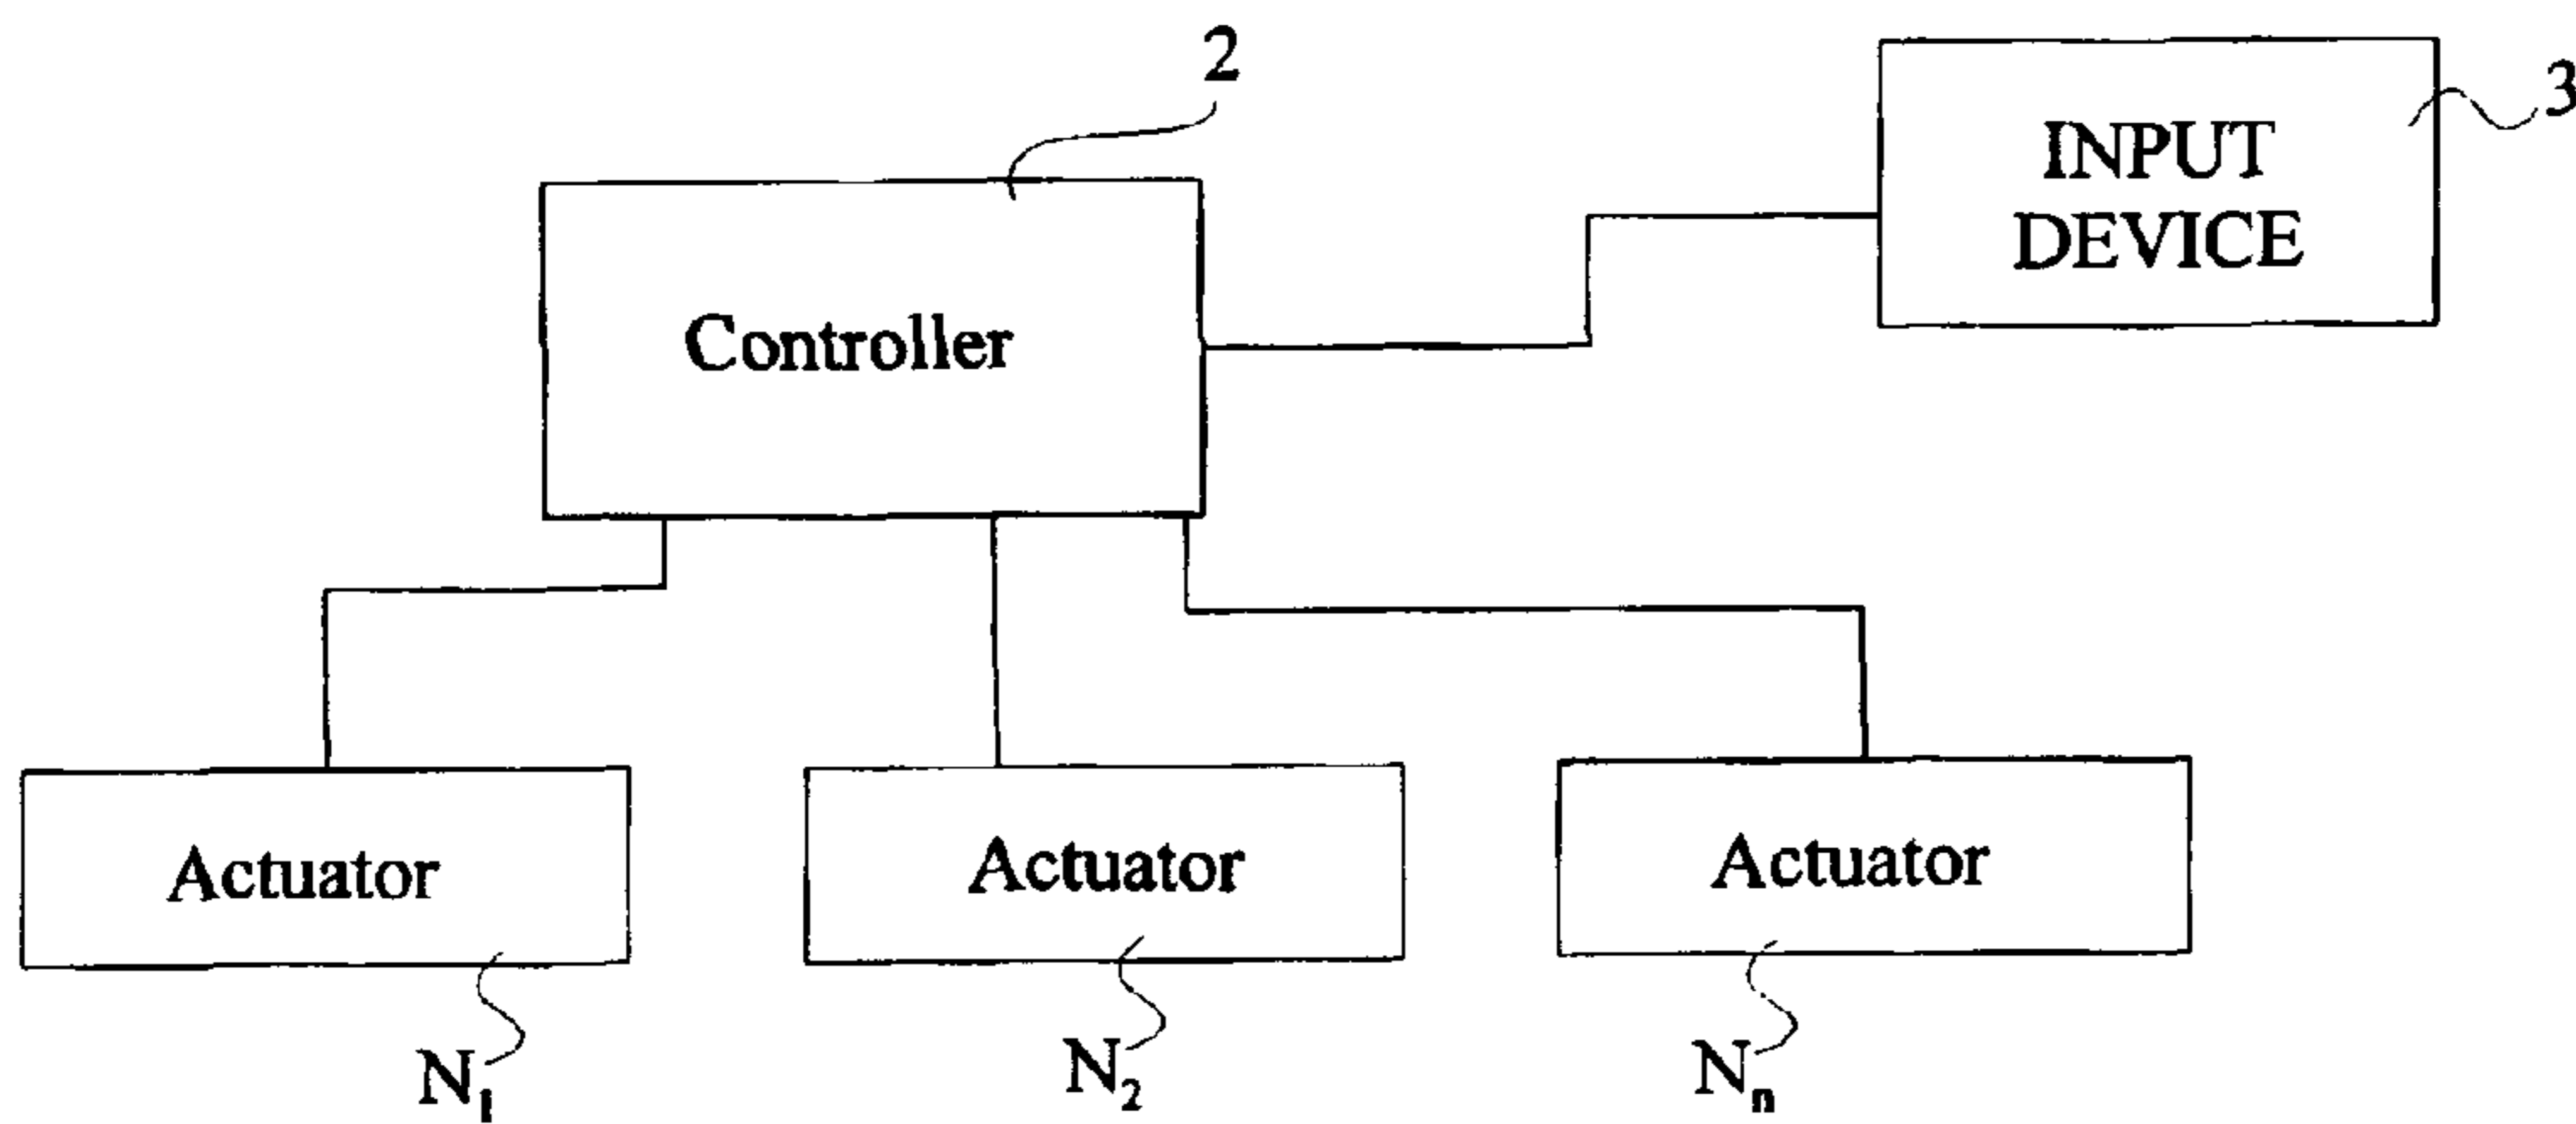 2
3
INPUT
DEVICE
Controller
Actuator
Actuator
Actuator
N₁
N₂
Nₙ